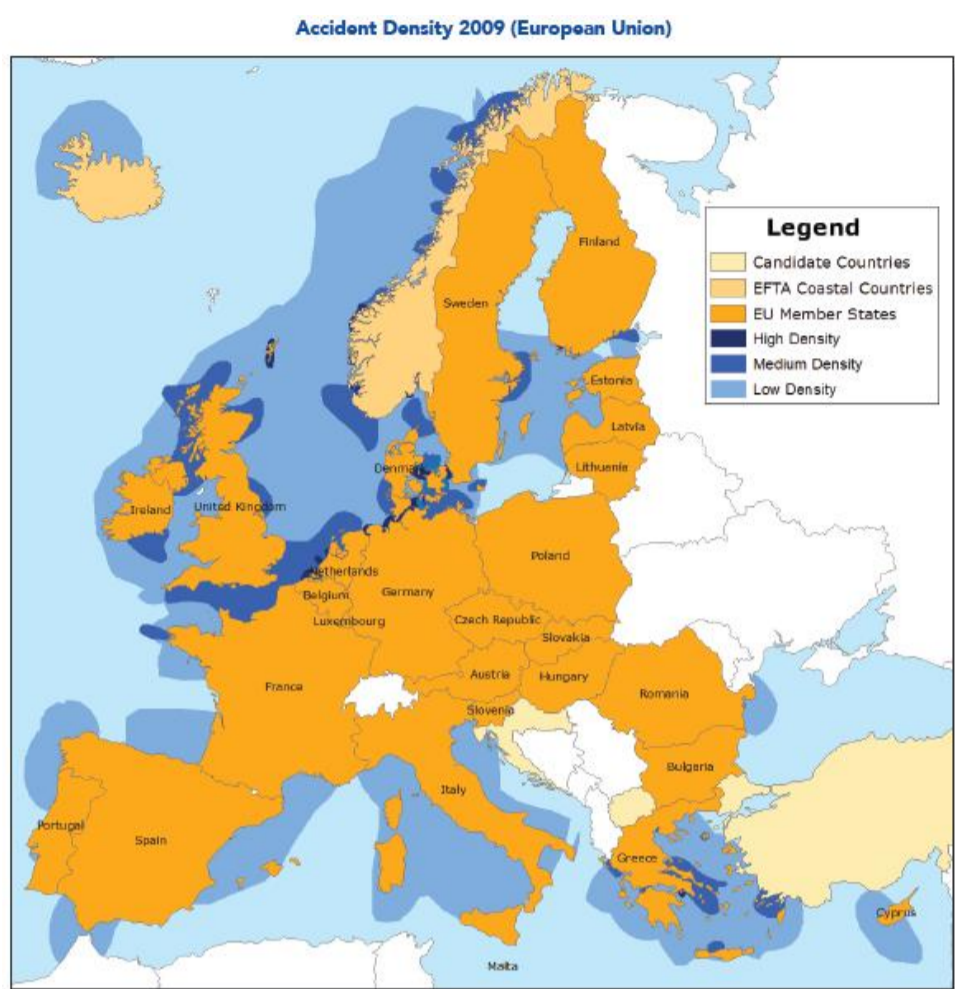 Accident Density 2009 (European Union)
Legend
Candidate Countries
EFTA Coastal Countries
EU Member States
High Density
Medium Density
Low Density
Finland
Sweden
Estonia
Latvia
Lithuania
Denmark
Ireland
United Kingdom
Netherlands
Belgium
Luxembourg
Germany
Poland
Czech Republic
Slovakia
Austria
Hungary
Slovenia
Romania
France
Bulgaria
Italy
Portugal
Spain
Greece
Cyprus
Malta